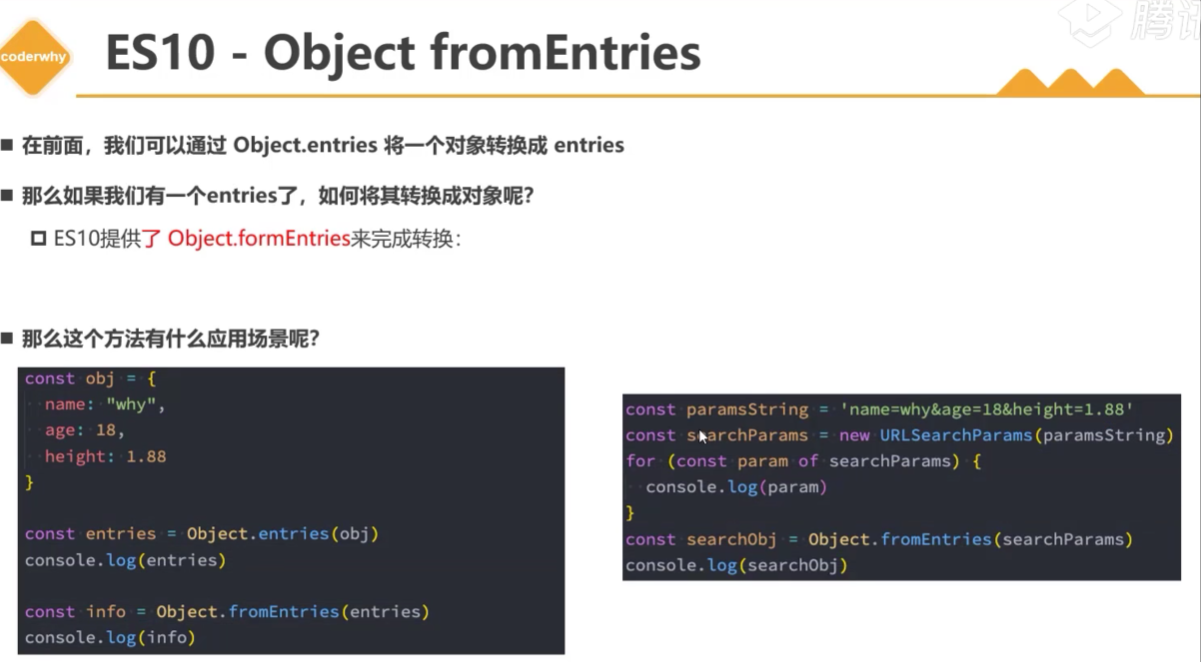 coderwhy
ES10 - Object fromEntries
腾讯
在前面，我们可以通过 Object.entries 将一个对象转换成 entries
那么如果我们有一个entries了，如何将其转换成对象呢？
ES10提供了 Object.formEntries来完成转换：
那么这个方法有什么应用场景呢？
const obj = {
  name: "why",
  age: 18,
  height: 1.88
}
const entries = Object.entries(obj)
console.log(entries)
const info = Object.fromEntries(entries)
console.log(info)
const paramsString = 'name=why&age=18&height=1.88'
const searchParams = new URLSearchParams(paramsString)
for (const param of searchParams) {
  console.log(param)
}
const searchObj = Object.fromEntries(searchParams)
console.log(searchObj)